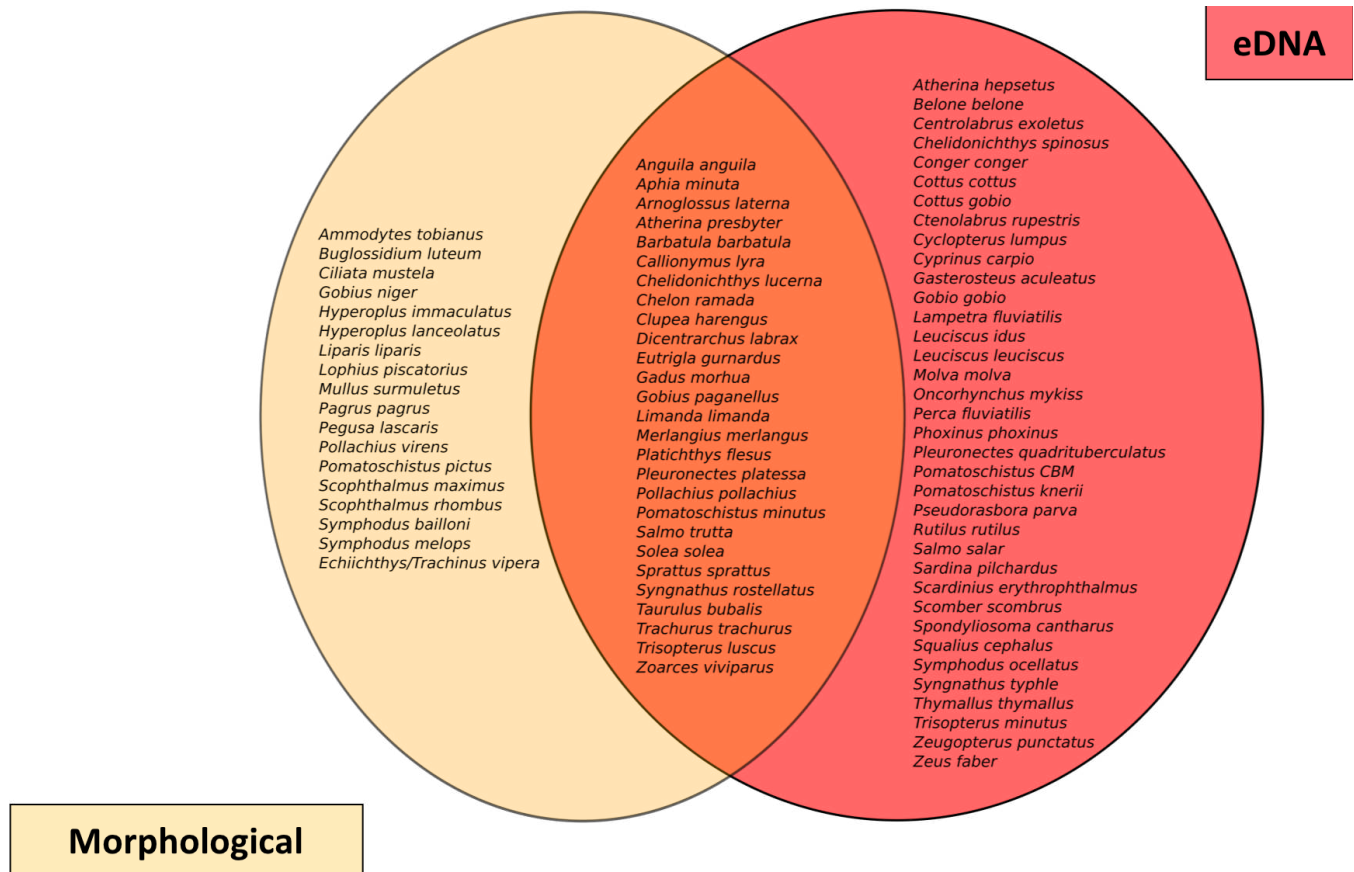 eDNA
Ammodytes tobianus
Buglossidium luteum
Ciliata mustela
Gobius niger
Hyperoplus immaculatus
Hyperoplus lanceolatus
Liparis liparis
Lophius piscatorius
Mullus surmuletus
Pagrus pagrus
Pegusa lascaris
Pollachius virens
Pomatoschistus pictus
Scophthalmus maximus
Scophthalmus rhombus
Symphodus bailloni
Symphodus melops
Echiichthys/Trachinus vipera
Anguila anguila
Aphia minuta
Arnoglossus laterna
Atherina presbyter
Barbatula barbatula
Callionymus lyra
Chelidonichthys lucerna
Chelon ramada
Clupea harengus
Dicentrarchus labrax
Eutrigla gurnardus
Gadus morhua
Gobius paganellus
Limanda limanda
Merlangius merlangus
Platichthys flesus
Pleuronectes platessa
Pollachius pollachius
Pomatoschistus minutus
Salmo trutta
Solea solea
Sprattus sprattus
Syngnathus rostellatus
Taurulus bubalis
Trachurus trachurus
Trisopterus luscus
Zoarces viviparus
Atherina hepsetus
Belone belone
Centrolabrus exoletus
Chelidonichthys spinosus
Conger conger
Cottus cottus
Cottus gobio
Ctenolabrus rupestris
Cyclopterus lumpus
Cyprinus carpio
Gasterosteus aculeatus
Gobio gobio
Lampetra fluviatilis
Leuciscus idus
Leuciscus leuciscus
Molva molva
Oncorhynchus mykiss
Perca fluviatilis
Phoxinus phoxinus
Pleuronectes quadrituberculatus
Pomatoschistus CBM
Pomatoschistus knerii
Pseudorasbora parva
Rutilus rutilus
Salmo salar
Sardina pilchardus
Scardinius erythrophthalmus
Scomber scombrus
Spondyliosoma cantharus
Squalius cephalus
Symphodus ocellatus
Syngnathus typhle
Thymallus thymallus
Trisopterus minutus
Zeugopterus punctatus
Zeus faber
Morphological